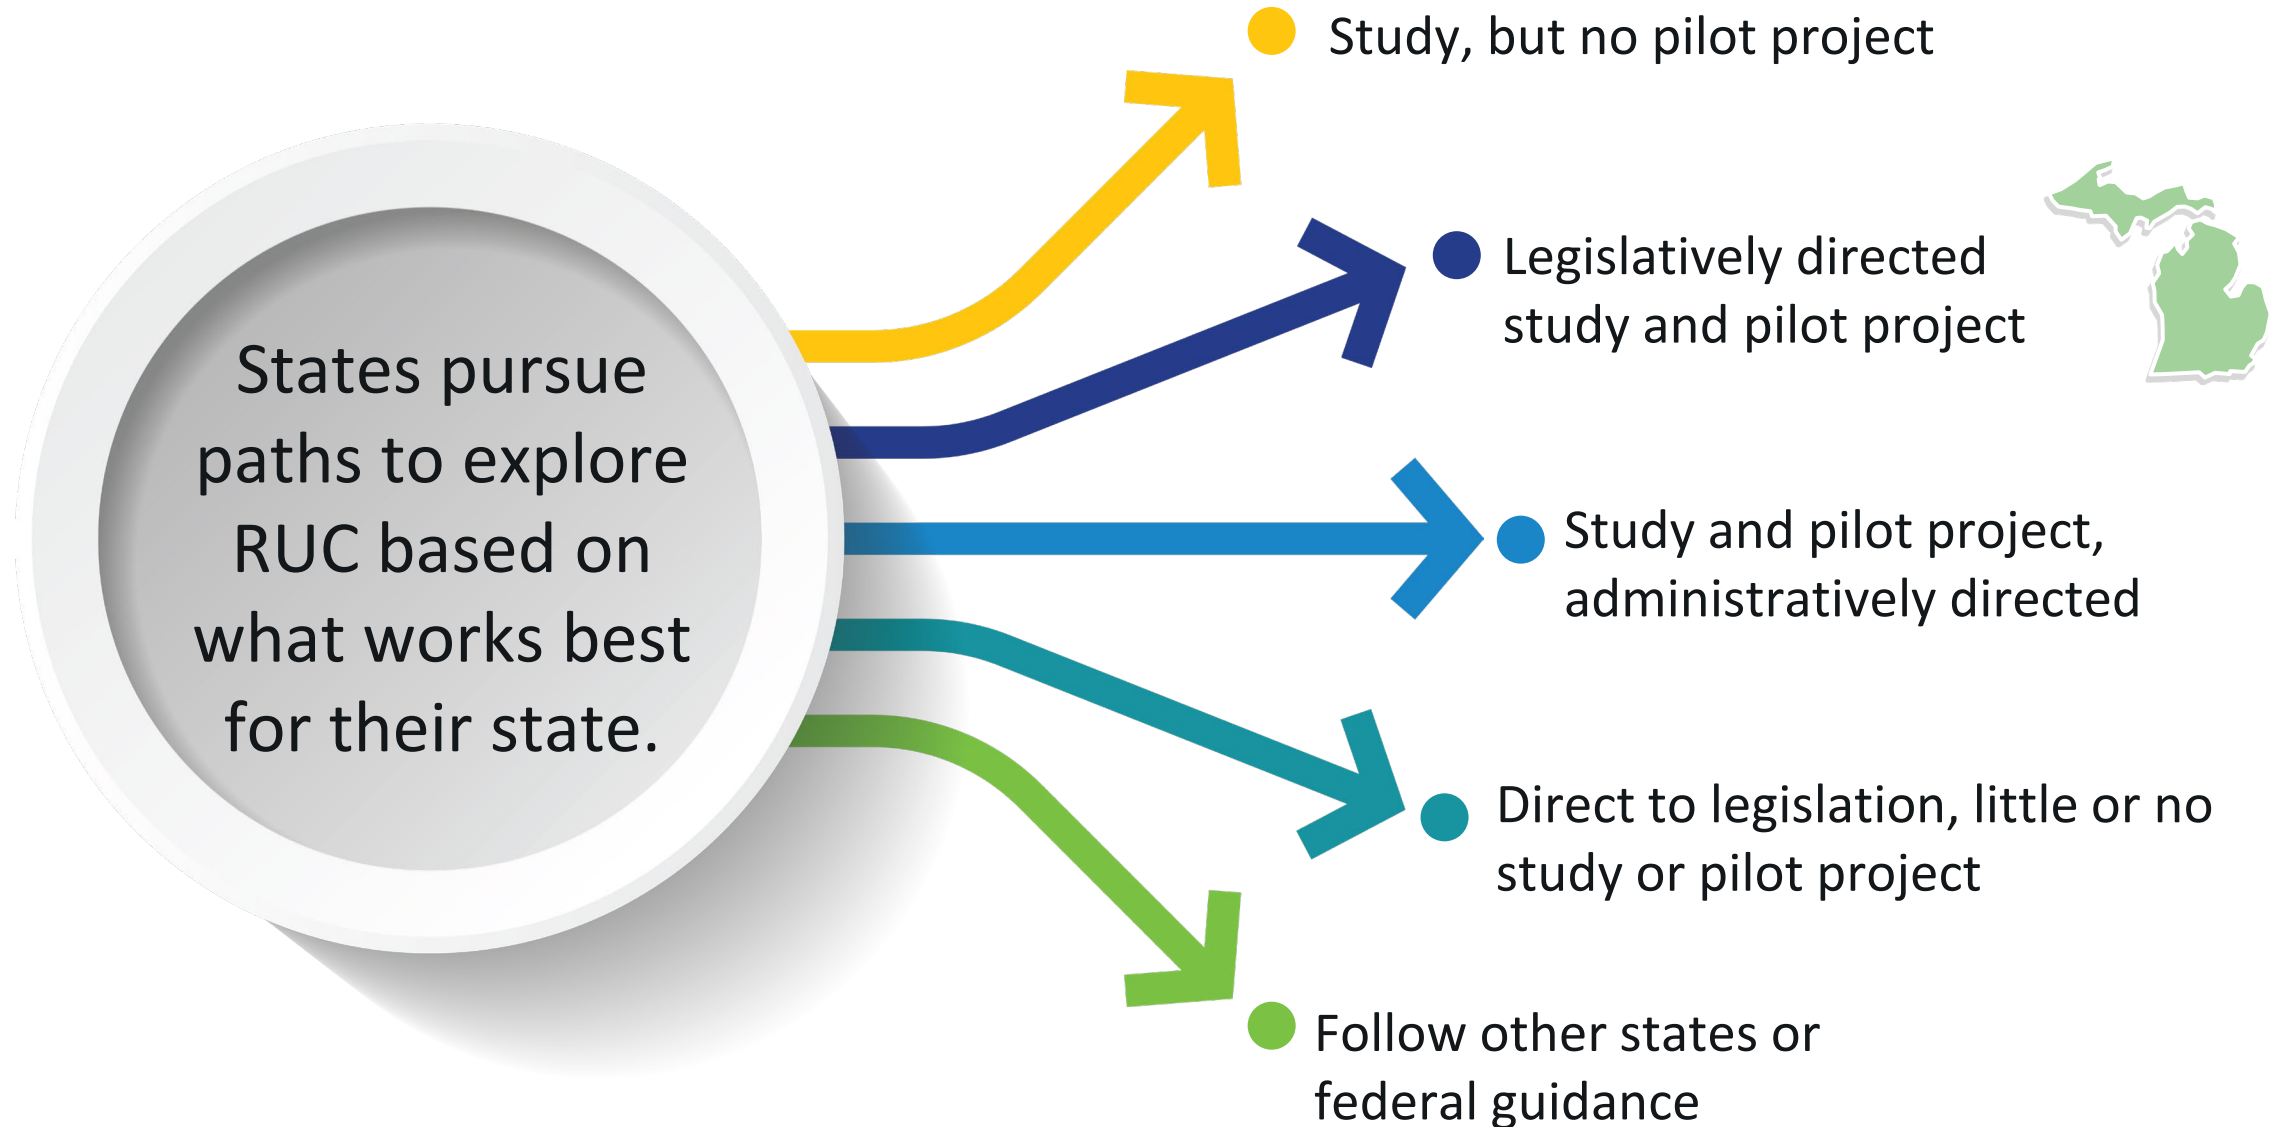 States pursue
paths to explore
RUC based on
what works best
for their state.
Study, but no pilot project
Legislatively directed
study and pilot project
Study and pilot project,
administratively directed
Direct to legislation, little or no
study or pilot project
Follow other states or
federal guidance